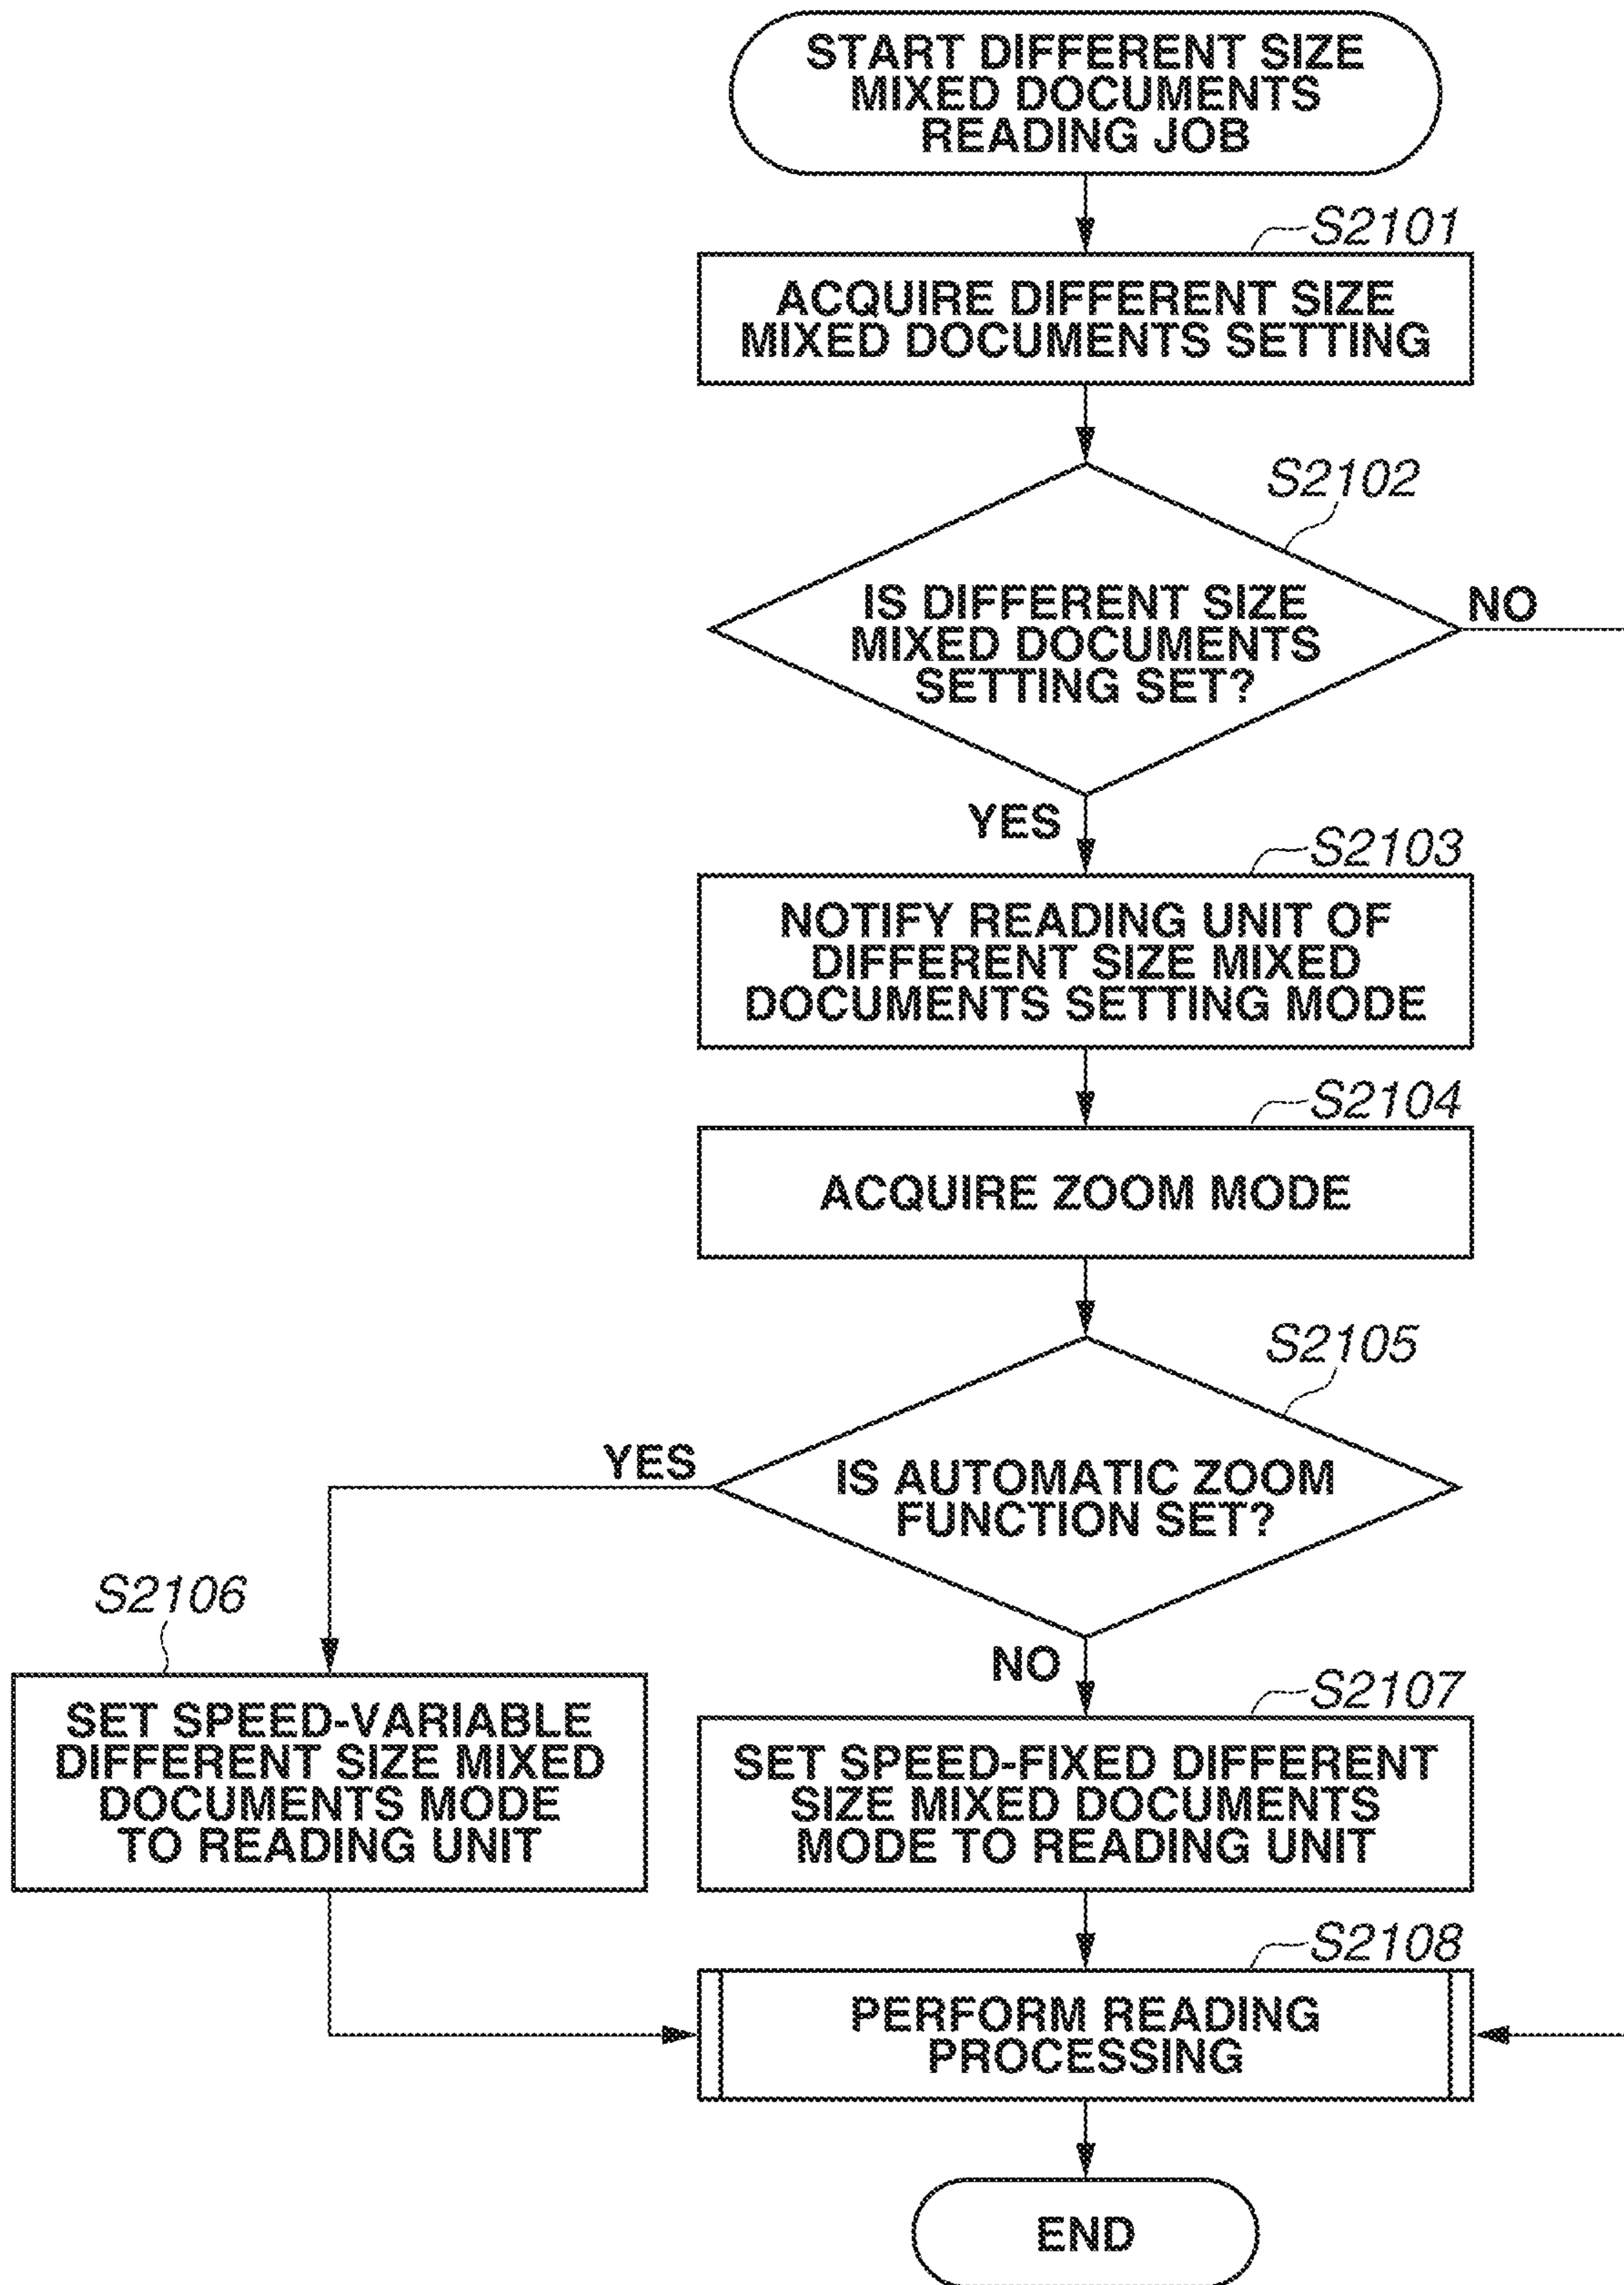 START DIFFERENT SIZE
MIXED DOCUMENTS
READING JOB
S2101
ACQUIRE DIFFERENT SIZE
MIXED DOCUMENTS SETTING
S2102
IS DIFFERENT SIZE
MIXED DOCUMENTS
SETTING SET?
NO
YES
S2103
NOTIFY READING UNIT OF
DIFFERENT SIZE MIXED
DOCUMENTS SETTING MODE
S2104
ACQUIRE ZOOM MODE
S2105
IS AUTOMATIC ZOOM
FUNCTION SET?
YES
NO
S2106
SET SPEED-VARIABLE
DIFFERENT SIZE MIXED
DOCUMENTS MODE
TO READING UNIT
S2107
SET SPEED-FIXED DIFFERENT
SIZE MIXED DOCUMENTS
MODE TO READING UNIT
S2108
PERFORM READING
PROCESSING
END